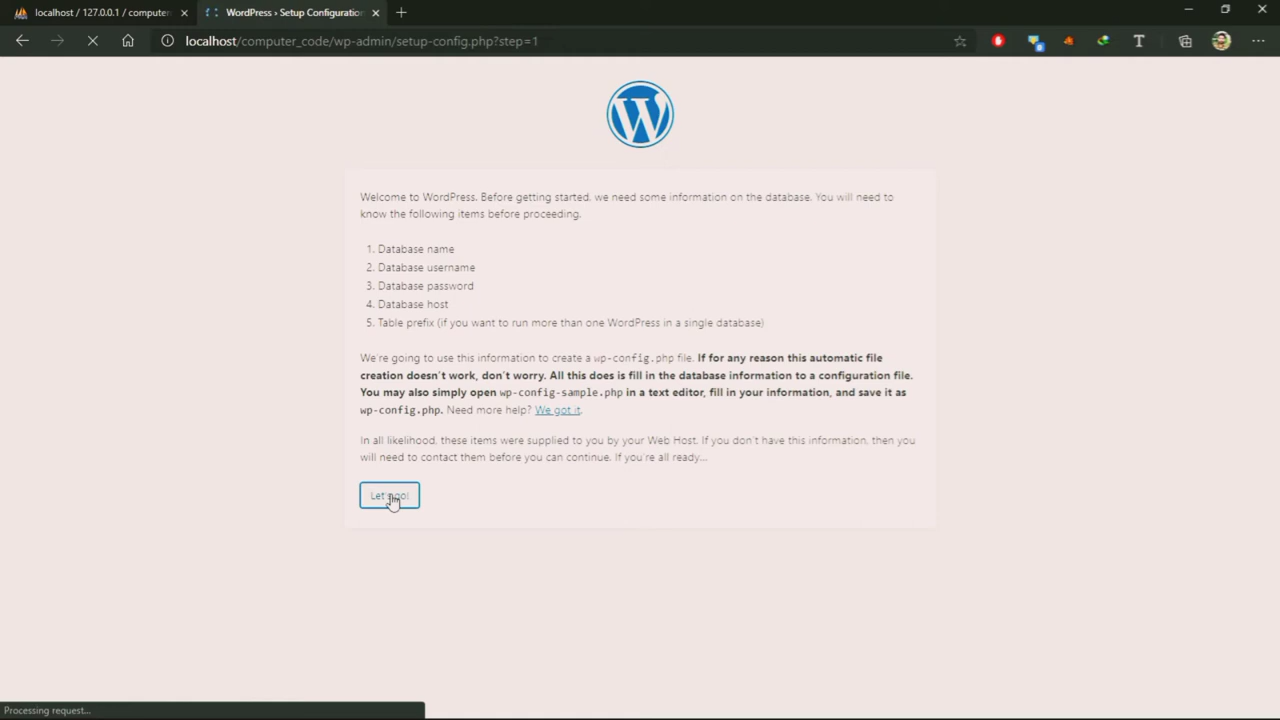 localhost / 127.0.0.1 / computer
WordPress › Setup Configuration
localhost/computer_code/wp-admin/setup-config.php?step=1
Welcome to WordPress. Before getting started, we need some information on the database. You will need to
know the following items before proceeding.
1. Database name
2. Database username
3. Database password
4. Database host
5. Table prefix (if you want to run more than one WordPress in a single database)
We're going to use this information to create a wp-config.php file. If for any reason this automatic file
creation doesn't work, don't worry. All this does is fill in the database information to a configuration file.
You may also simply open wp-config-sample.php in a text editor, fill in your information, and save it as
wp-config.php. Need more help? We got it.
In all likelihood, these items were supplied to you by your Web Host. If you don't have this information, then you
will need to contact them before you can continue. If you're all ready...
Let's go!
Processing request...